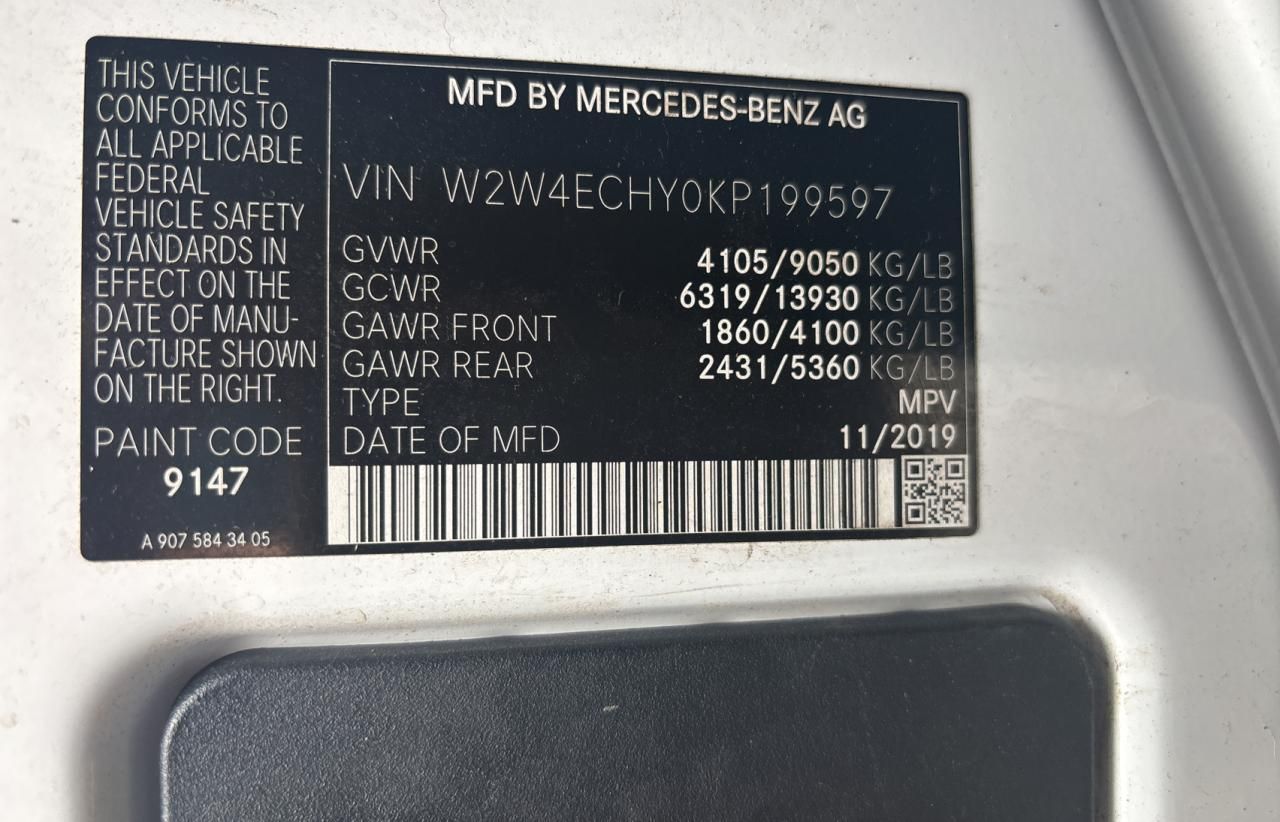 THIS VEHICLE
CONFORMS TO
ALL APPLICABLE
FEDERAL
VEHICLE SAFETY
STANDARDS IN
EFFECT ON THE
DATE OF MANU-
FACTURE SHOWN
ON THE RIGHT.
PAINT CODE
9147
A 907 584 34 05
MFD BY MERCEDES-BENZ AG
VIN W2W4ECHY0KP199597
GVWR 4105/9050 KG/LB
GCWR 6319/13930 KG/LB
GAWR FRONT 1860/4100 KG/LB
GAWR REAR 2431/5360 KG/LB
TYPE MPV
DATE OF MFD 11/2019